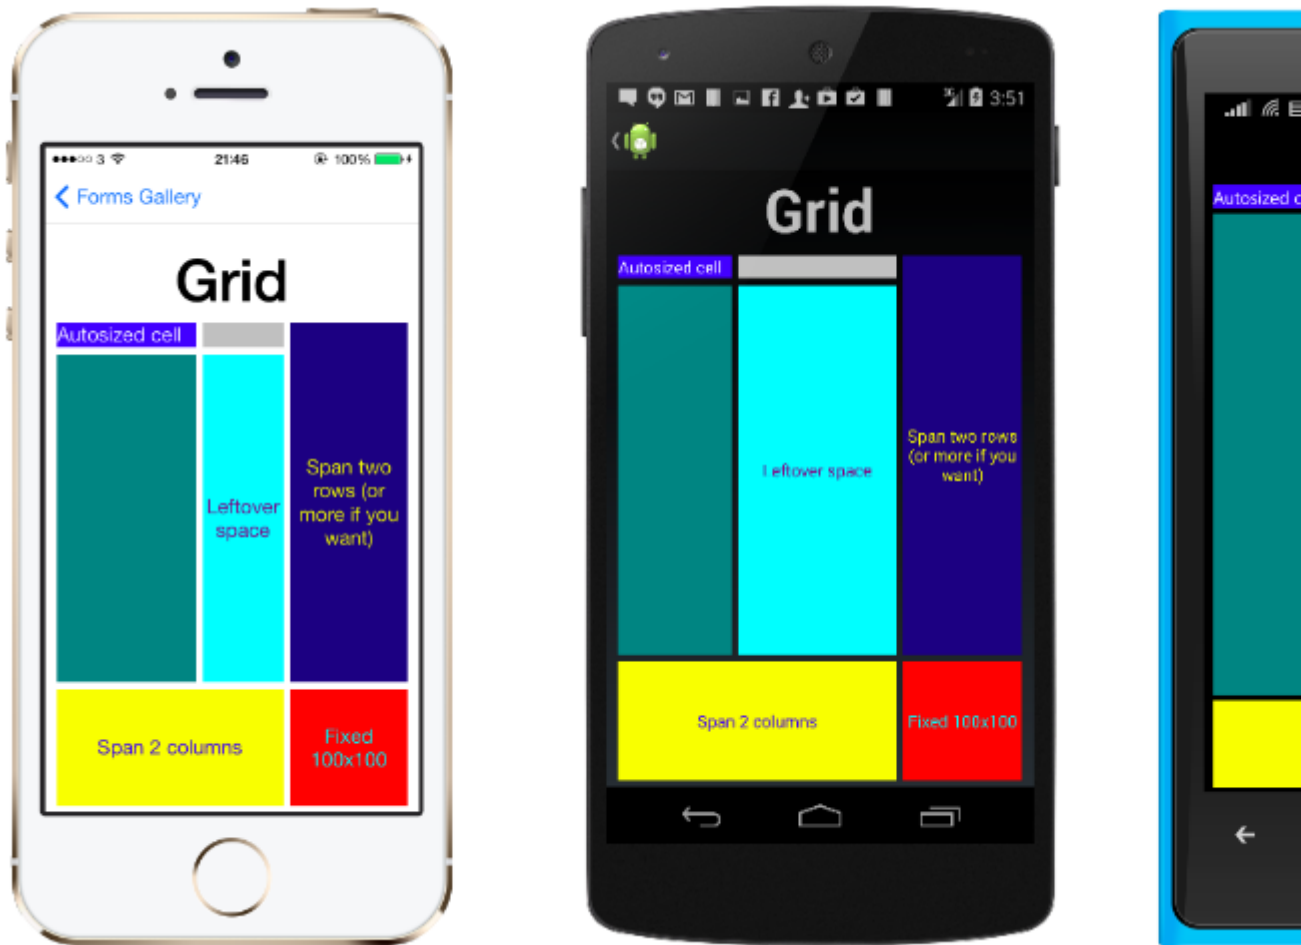 3
21:46
100%
Forms Gallery
Grid
Autosized cell
Span two
rows (or
more if you
want)
Leftover
space
Span 2 columns
Fixed
100x100
3:51
Grid
Autosized cell
Span two rows
(or more if you
want)
Leftover space
Span 2 columns
Fixed 100x100
Autosized